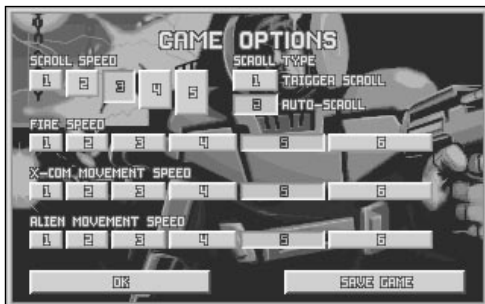 GAME OPTIONS
SCROLL SPEED
1 2 3 4 5
SCROLL TYPE
1 TRIGGER SCROLL
2 AUTO-SCROLL
FIRE SPEED
1 2 3 4 5 6
X-COM MOVEMENT SPEED
1 2 3 4 5 6
ALIEN MOVEMENT SPEED
1 2 3 4 5 6
OK SAVE GAME